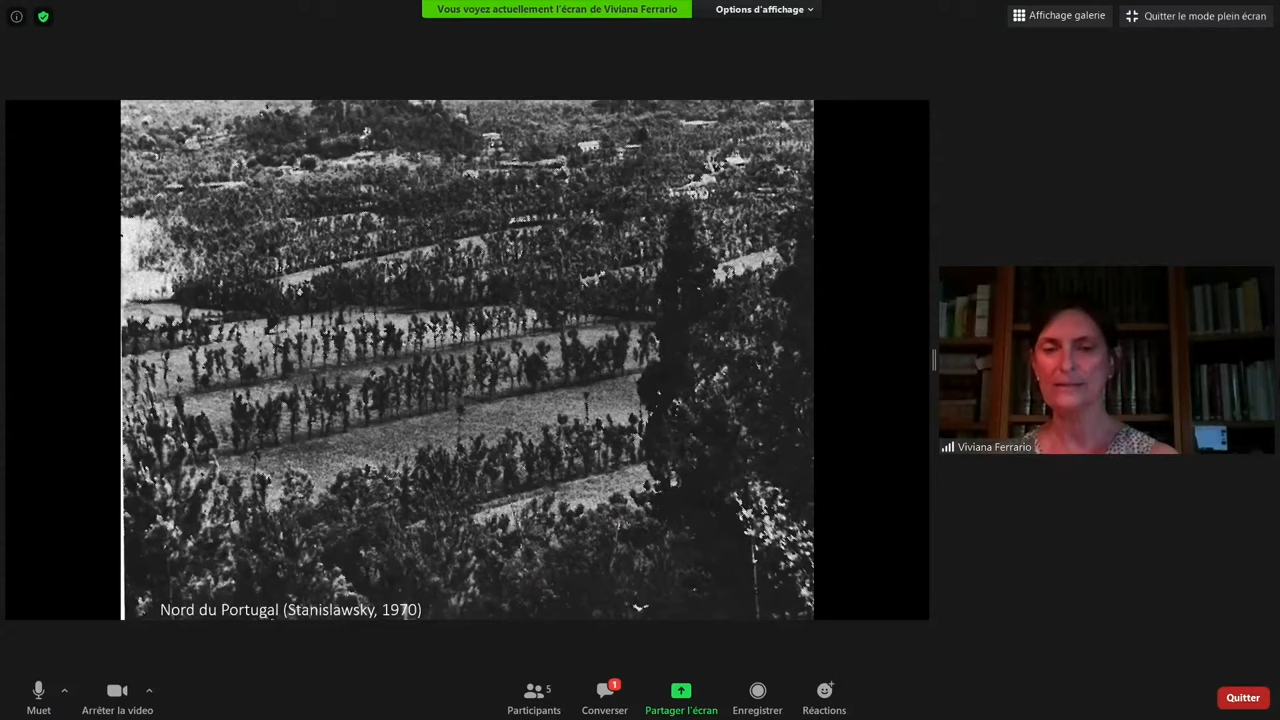 Vous voyez actuellement l'écran de Viviana Ferrario
Options d'affichage
Affichage galerie
Quitter le mode plein écran
Viviana Ferrario
Nord du Portugal (Stanislawsky, 1970)
Muet
Arrêter la video
5
Participants
1
Converser
Partager l'écran
Enregistrer
Réactions
Quitter